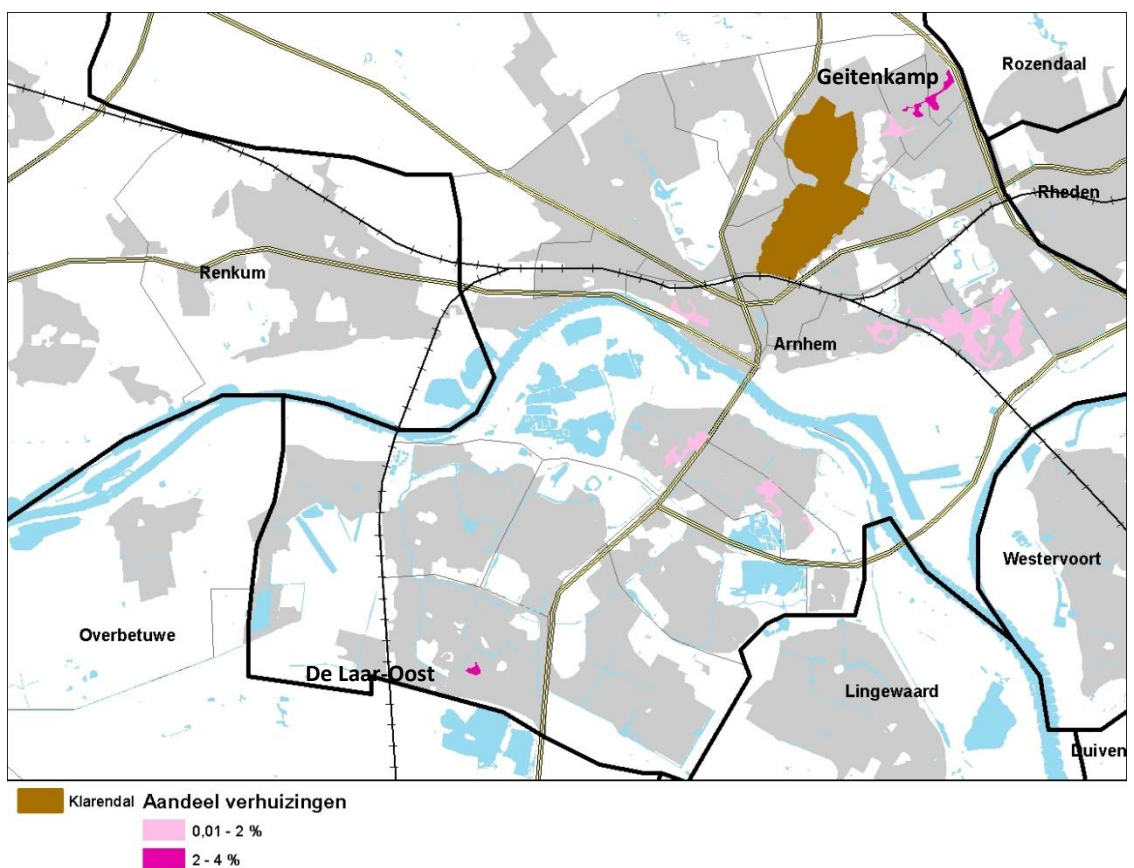 Geitenkamp
Rozendaal
Rheden
Renkum
Arnhem
Westervoort
Overbetuwe
De Laar-Oost
Lingewaard
Duiven
Klarendal
Aandeel verhuizingen
0,01 - 2 %
2 - 4 %